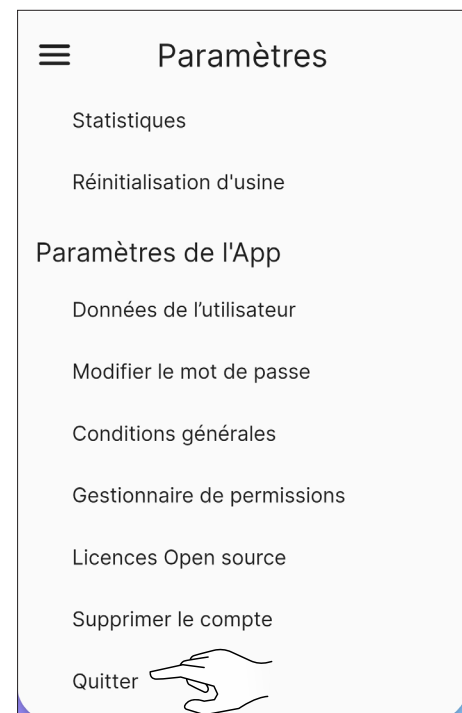 Paramètres
Statistiques
Réinitialisation d'usine
Paramètres de l'App
Données de l’utilisateur
Modifier le mot de passe
Conditions générales
Gestionnaire de permissions
Licences Open source
Supprimer le compte
Quitter